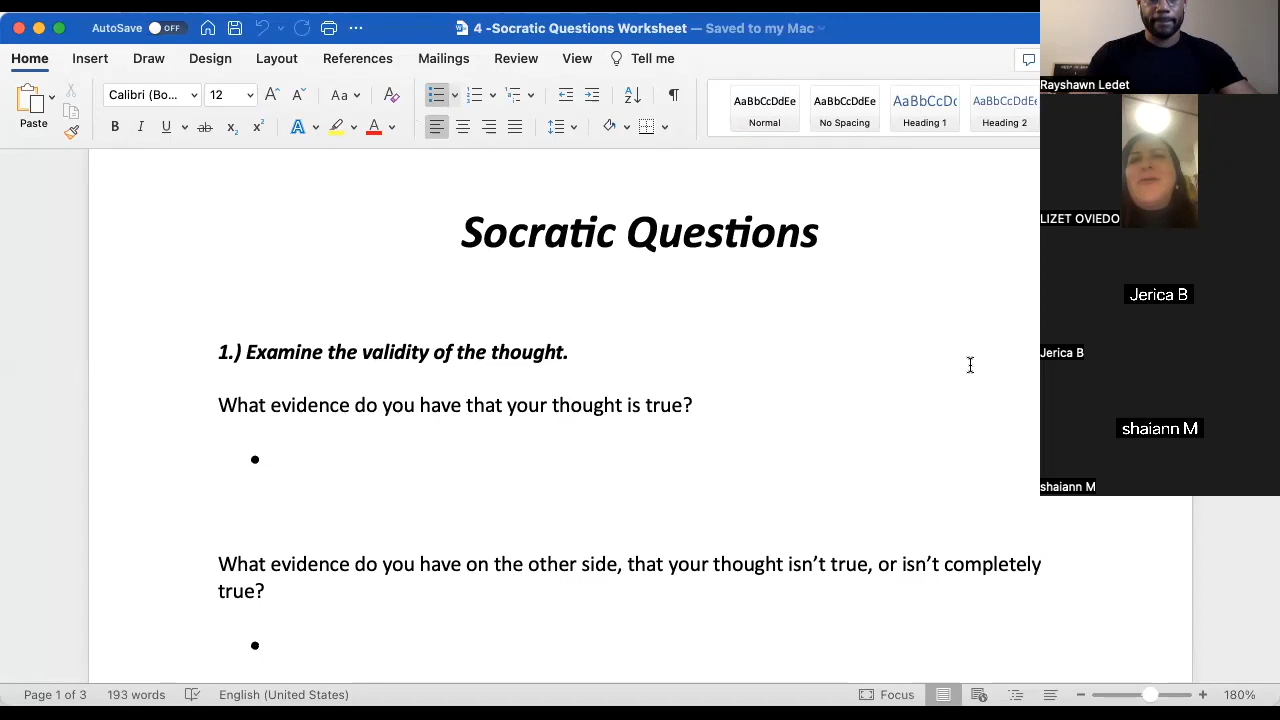 AutoSave OFF
4 -Socratic Questions Worksheet — Saved to my Mac
Home Insert Draw Design Layout References Mailings Review View Tell me
Paste
Calibri (Bo... 12
AaBbCcDdEe
Normal
AaBbCcDdEe
No Spacing
AaBbCcDc
Heading 1
AaBbCcDdEe
Heading 2
Socratic Questions
1.) Examine the validity of the thought.
What evidence do you have that your thought is true?
•
What evidence do you have on the other side, that your thought isn’t true, or isn’t completely
true?
•
Page 1 of 3 193 words English (United States) Focus 180%
Rayshawn Ledet
LIZET OVIEDO
Jerica B
Jerica B
shaiann M
shaiann M